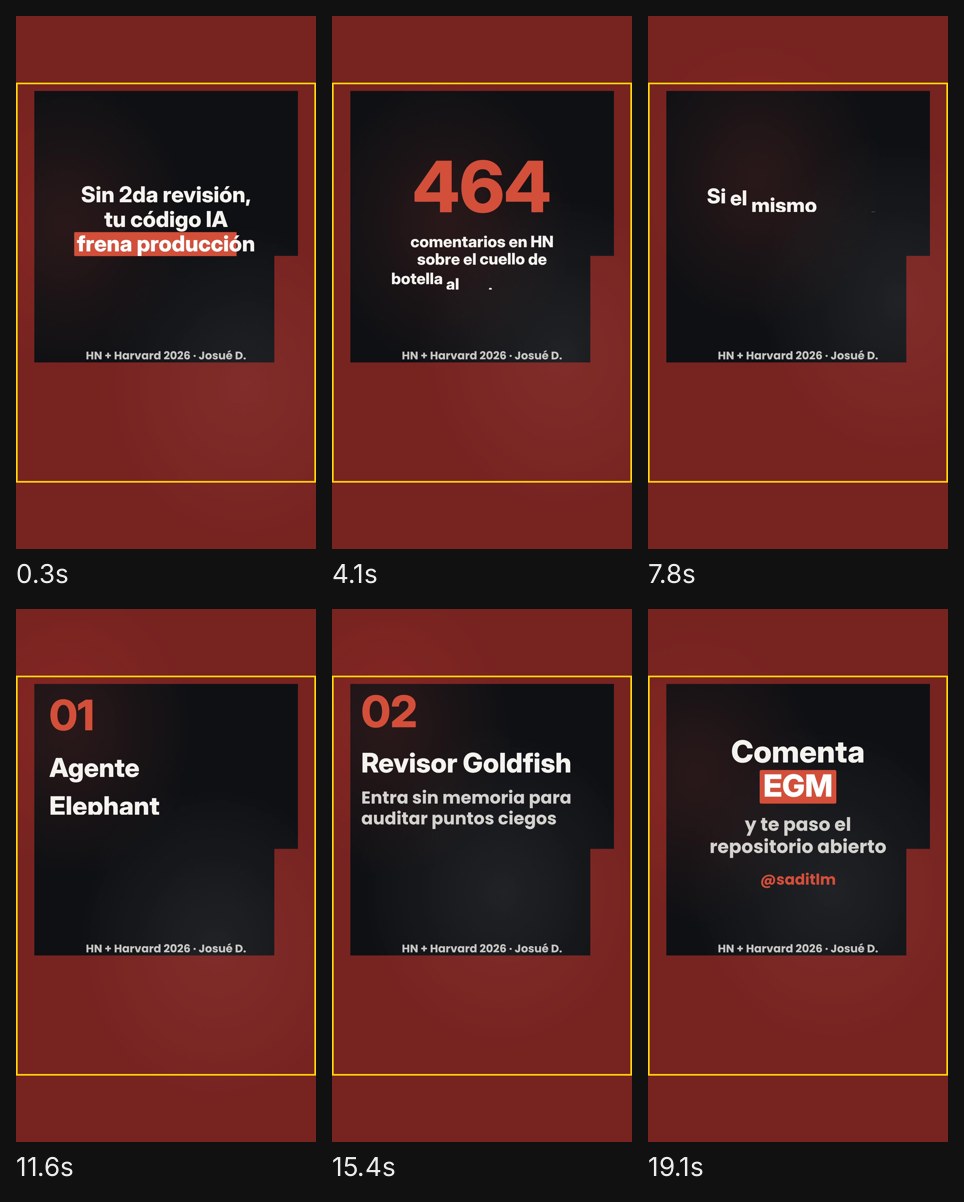 Sin 2da revisión,
tu código IA
frena producción
HN + Harvard 2026 · Josué D.
0.3s
464
comentarios en HN
sobre el cuello de
botella al
HN + Harvard 2026 · Josué D.
4.1s
Si el mismo
HN + Harvard 2026 · Josué D.
7.8s
01
Agente
Elephant
HN + Harvard 2026 · Josué D.
11.6s
02
Revisor Goldfish
Entra sin memoria para
auditar puntos ciegos
HN + Harvard 2026 · Josué D.
15.4s
Comenta
EGM
y te paso el
repositorio abierto
@saditlm
HN + Harvard 2026 · Josué D.
19.1s